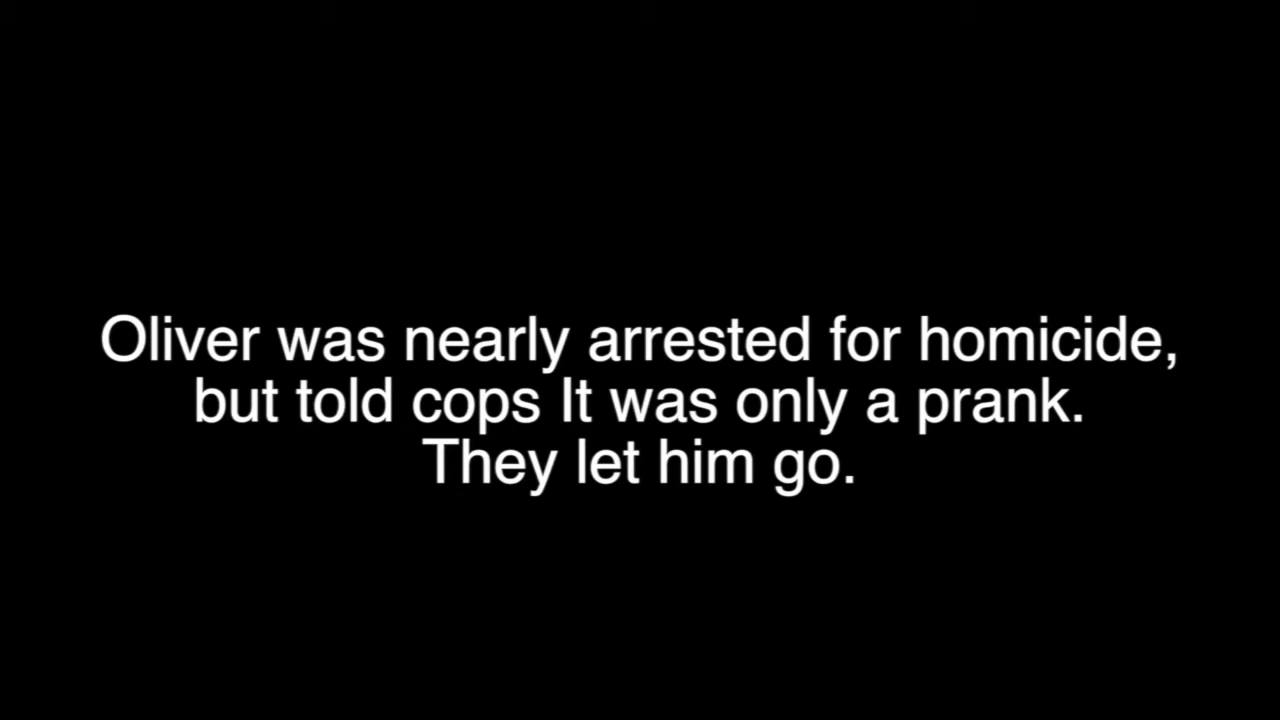 Oliver was nearly arrested for homicide,
but told cops It was only a prank.
They let him go.